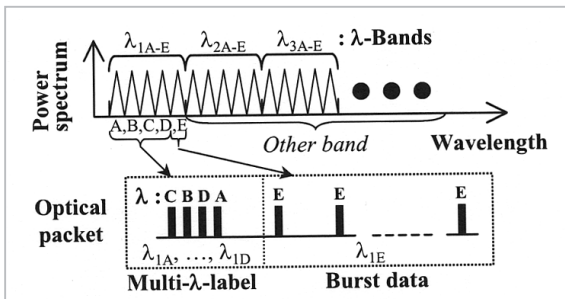 λ1A-E λ2A-E λ3A-E : λ-Bands
Power spectrum
A,B,C,D,E
Other band
Wavelength
Optical packet
λ : C B D A E E E
λ1A, ..., λ1D
λ1E
Multi-λ-label
Burst data